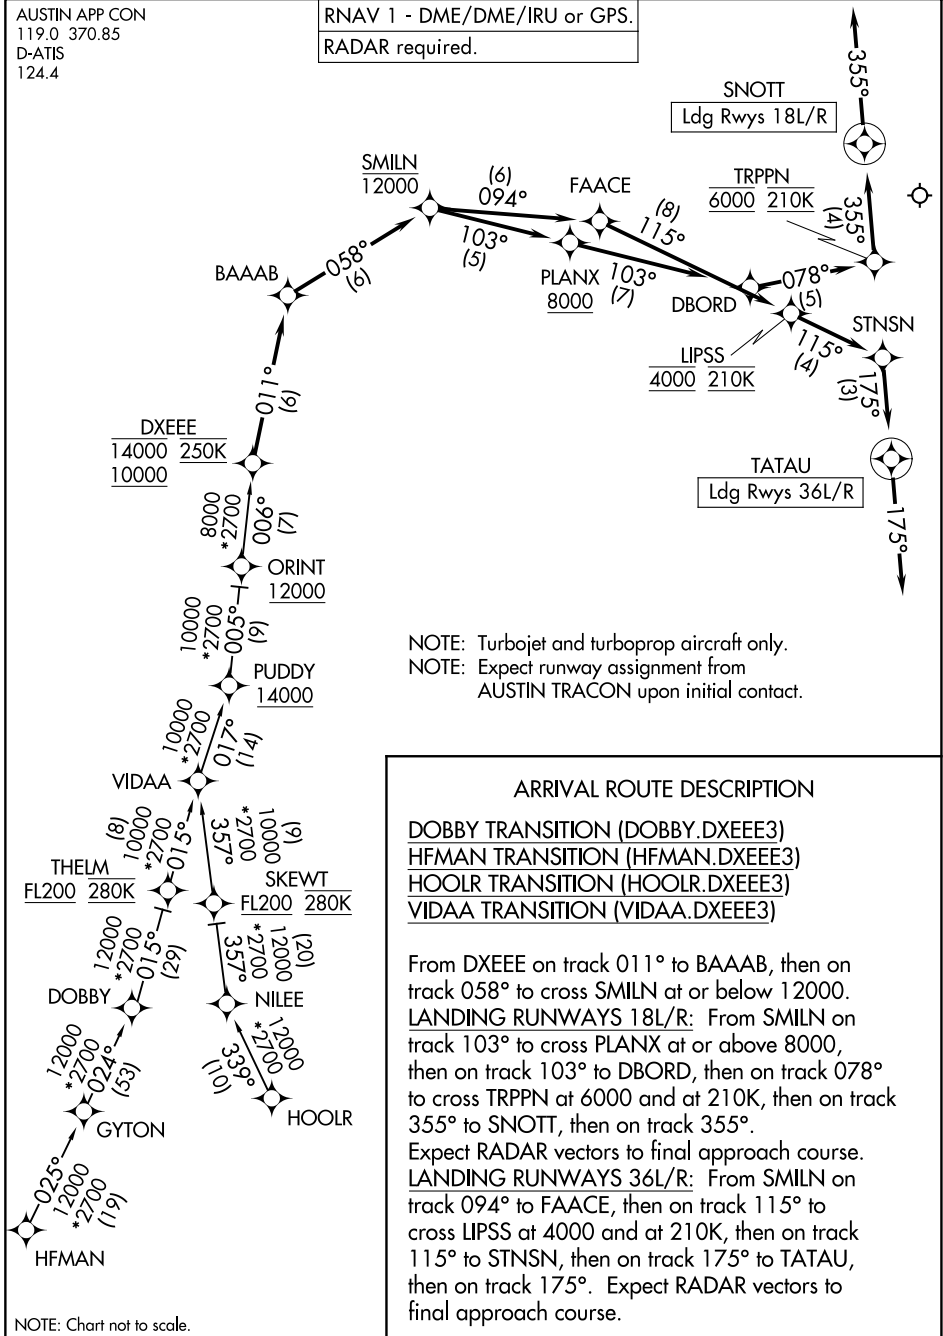 AUSTIN APP CON
119.0 370.85
D-ATIS
124.4
RNAV 1 - DME/DME/IRU or GPS.
RADAR required.
355°
SNOTT
Ldg Rwys 18L/R
SMILN
12000
(6)
094°
FAACE
TRPPN
6000 210K
355°
(4)
(8)
115°
103°
(5)
058°
(6)
BAAAB
PLANX
8000
103°
(7)
DBORD
078°
(5)
STNSN
LIPSS
4000 210K
115°
(4)
175°
(3)
011°
(6)
DXEEE
14000 250K
10000
TATAU
Ldg Rwys 36L/R
175°
8000
*2700
006°
(7)
ORINT
12000
10000
*2700
005°
(9)
PUDDY
14000
NOTE: Turbojet and turboprop aircraft only.
NOTE: Expect runway assignment from
AUSTIN TRACON upon initial contact.
10000
*2700
017°
(14)
VIDAA
(8)
10000
*2700
015°
(9)
10000
*2700
357°
THELM
FL200 280K
SKEWT
FL200 280K
12000
*2700
015°
(29)
(20)
12000
*2700
357°
DOBBY
NILEE
12000
*2700
024°
(53)
12000
*2700
339°
(10)
GYTON
HOOLR
025°
12000
*2700
(19)
HFMAN
NOTE: Chart not to scale.
ARRIVAL ROUTE DESCRIPTION
DOBBY TRANSITION (DOBBY.DXEEE3)
HFMAN TRANSITION (HFMAN.DXEEE3)
HOOLR TRANSITION (HOOLR.DXEEE3)
VIDAA TRANSITION (VIDAA.DXEEE3)
From DXEEE on track 011° to BAAAB, then on
track 058° to cross SMILN at or below 12000.
LANDING RUNWAYS 18L/R: From SMILN on
track 103° to cross PLANX at or above 8000,
then on track 103° to DBORD, then on track 078°
to cross TRPPN at 6000 and at 210K, then on track
355° to SNOTT, then on track 355°.
Expect RADAR vectors to final approach course.
LANDING RUNWAYS 36L/R: From SMILN on
track 094° to FAACE, then on track 115° to
cross LIPSS at 4000 and at 210K, then on track
115° to STNSN, then on track 175° to TATAU,
then on track 175°. Expect RADAR vectors to
final approach course.